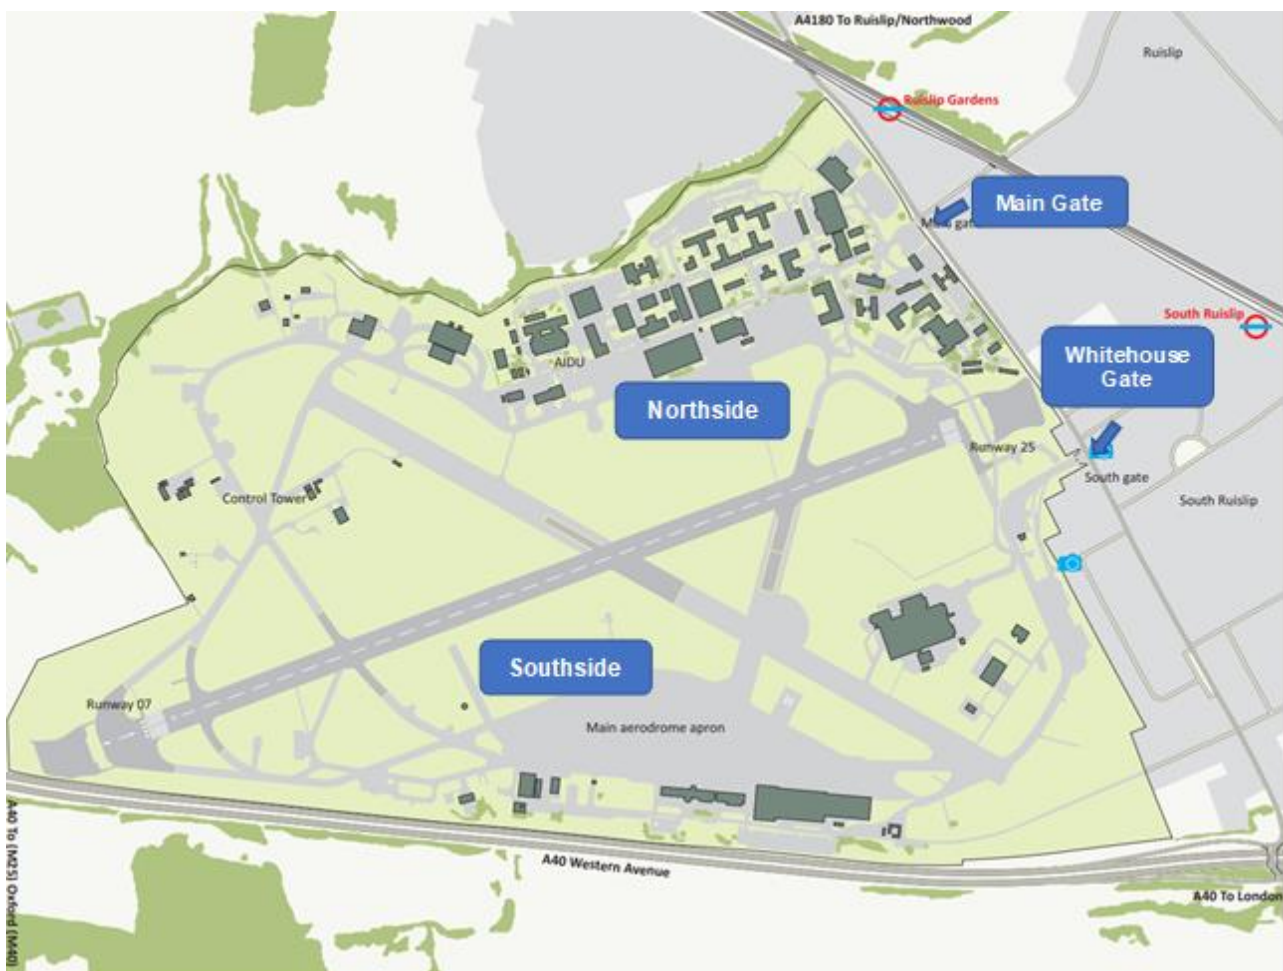 A4180 To Ruislip/Northwood
Ruislip
Ruislip Gardens
Main Gate
Main gate
South Ruislip
Whitehouse
Gate
AIDU
Northside
Runway 25
South gate
Control Tower
South Ruislip
Southside
Runway 07
Main aerodrome apron
A40 To (M25) Oxford (M40)
A40 Western Avenue
A40 To London